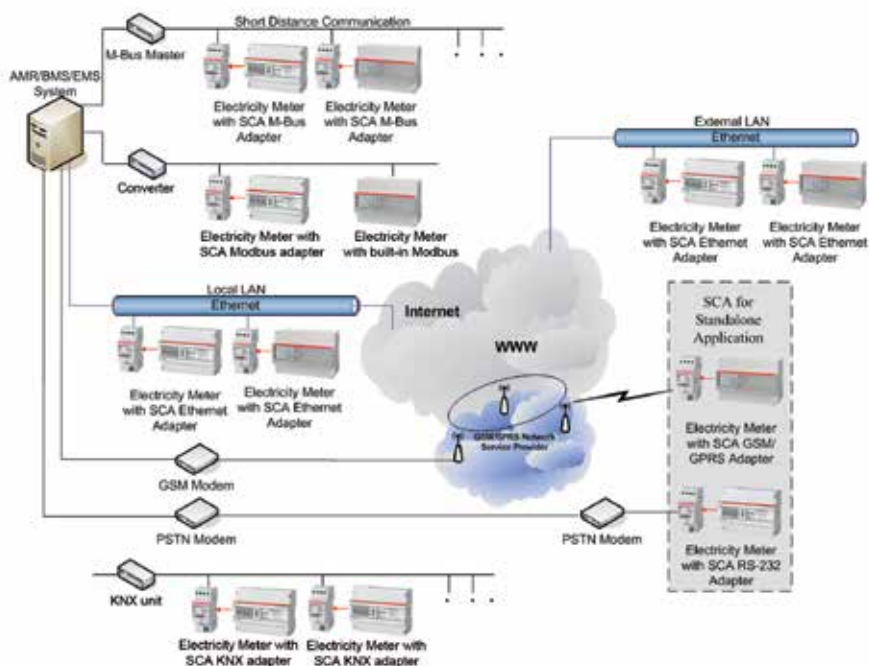 Short Distance Communication
M-Bus Master
AMR/BMS/EMS
System
Electricity Meter
with SCA M-Bus
Adapter
Electricity Meter
with SCA M-Bus
Adapter
External LAN
Ethernet
Converter
Electricity Meter with
SCA Modbus adapter
Electricity Meter
with built-in Modbus
Electricity Meter
with SCA Ethernet
Adapter
Electricity Meter
with SCA Ethernet
Adapter
Local LAN
Ethernet
Internet
WWW
SCA for
Standalone
Application
Electricity Meter
with SCA Ethernet
Adapter
Electricity Meter
with SCA Ethernet
Adapter
GSM/GPRS Network
Service Provider
Electricity Meter
with SCA GSM/
GPRS Adapter
GSM Modem
PSTN Modem
PSTN Modem
Electricity Meter
with SCA RS-232
Adapter
KNX unit
Electricity Meter with
SCA KNX adapter
Electricity Meter with
SCA KNX adapter